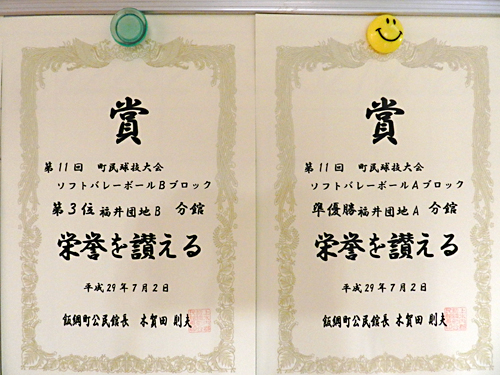 賞
第11回 町民球技大会
ソフトバレーボールBブロック
第3位 福井団地B 分館
栄誉を讃える
平成29年7月2日
飯綱町公民館長 木賀田 則夫
賞
第11回 町民球技大会
ソフトバレーボールAブロック
準優勝 福井団地A 分館
栄誉を讃える
平成29年7月2日
飯綱町公民館長 木賀田 則夫